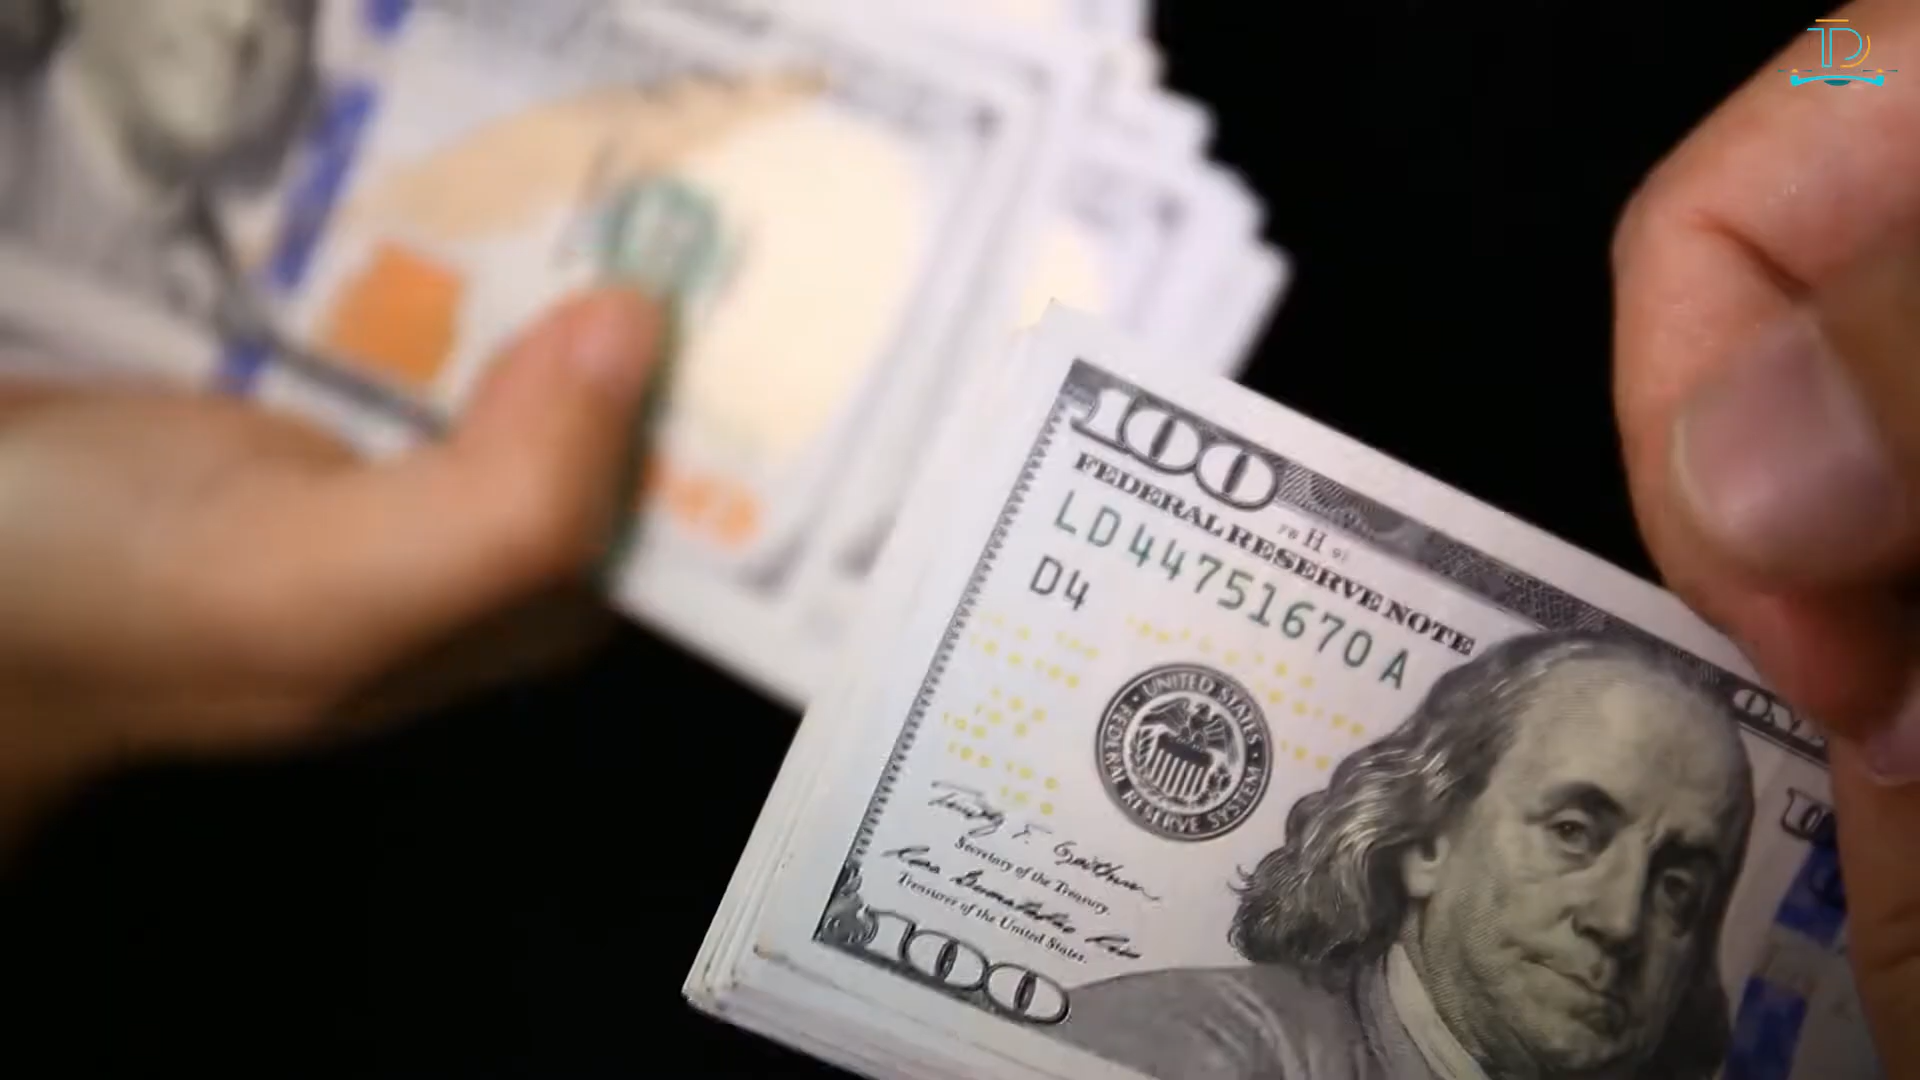 TD
100
FEDERAL RESERVE NOTE
LD 44751670 A
D4
UNITED STATES
FEDERAL RESERVE SYSTEM
Secretary of the Treasury.
Treasurer of the United States.
100